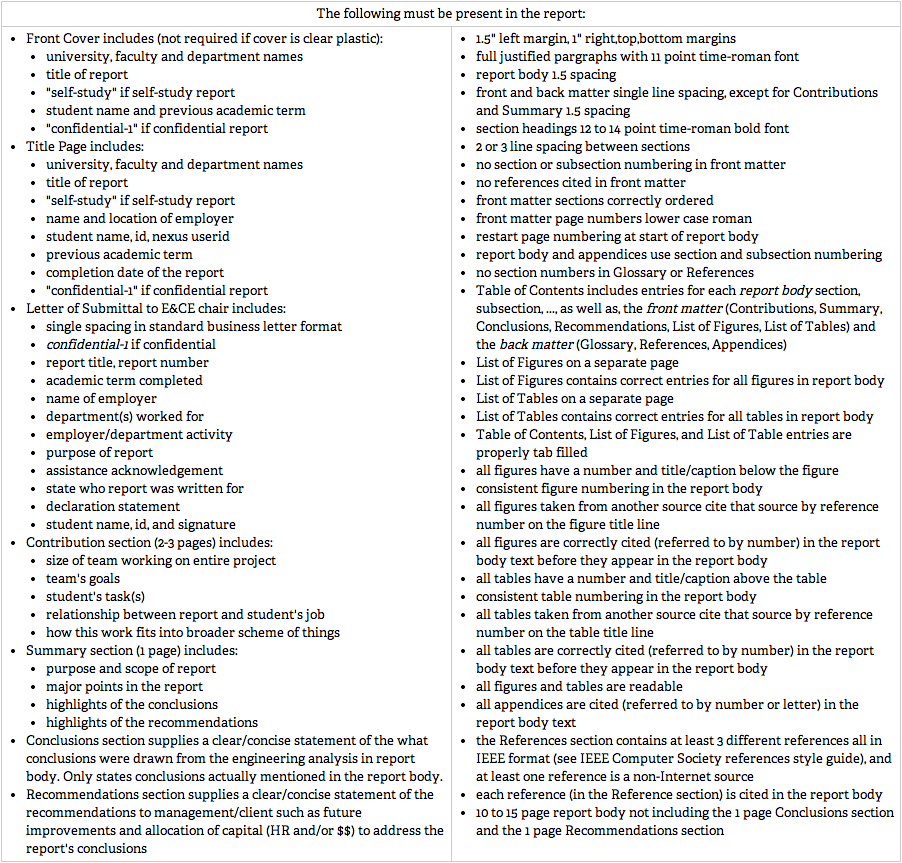 The following must be present in the report:
• Front Cover includes (not required if cover is clear plastic):
• university, faculty and department names
• title of report
• "self-study" if self-study report
• student name and previous academic term
• "confidential-1" if confidential report
• Title Page includes:
• university, faculty and department names
• title of report
• "self-study" if self-study report
• name and location of employer
• student name, id, nexus userid
• previous academic term
• completion date of the report
• "confidential-1" if confidential report
• Letter of Submittal to E&CE chair includes:
• single spacing in standard business letter format
• confidential-1 if confidential
• report title, report number
• academic term completed
• name of employer
• department(s) worked for
• employer/department activity
• purpose of report
• assistance acknowledgement
• state who report was written for
• declaration statement
• student name, id, and signature
• Contribution section (2-3 pages) includes:
• size of team working on entire project
• team's goals
• student's task(s)
• relationship between report and student's job
• how this work fits into broader scheme of things
• Summary section (1 page) includes:
• purpose and scope of report
• major points in the report
• highlights of the conclusions
• highlights of the recommendations
• Conclusions section supplies a clear/concise statement of the what
conclusions were drawn from the engineering analysis in report
body. Only states conclusions actually mentioned in the report body.
• Recommendations section supplies a clear/concise statement of the
recommendations to management/client such as future
improvements and allocation of capital (HR and/or $$) to address the
report's conclusions
• 1.5" left margin, 1" right,top,bottom margins
• full justified pargraphs with 11 point time-roman font
• report body 1.5 spacing
• front and back matter single line spacing, except for Contributions
and Summary 1.5 spacing
• section headings 12 to 14 point time-roman bold font
• 2 or 3 line spacing between sections
• no section or subsection numbering in front matter
• no references cited in front matter
• front matter sections correctly ordered
• front matter page numbers lower case roman
• restart page numbering at start of report body
• report body and appendices use section and subsection numbering
• no section numbers in Glossary or References
• Table of Contents includes entries for each report body section,
subsection, ..., as well as, the front matter (Contributions, Summary,
Conclusions, Recommendations, List of Figures, List of Tables) and
the back matter (Glossary, References, Appendices)
• List of Figures on a separate page
• List of Figures contains correct entries for all figures in report body
• List of Tables on a separate page
• List of Tables contains correct entries for all tables in report body
• Table of Contents, List of Figures, and List of Table entries are
properly tab filled
• all figures have a number and title/caption below the figure
• consistent figure numbering in the report body
• all figures taken from another source cite that source by reference
number on the figure title line
• all figures are correctly cited (referred to by number) in the report
body text before they appear in the report body
• all tables have a number and title/caption above the table
• consistent table numbering in the report body
• all tables taken from another source cite that source by reference
number on the table title line
• all tables are correctly cited (referred to by number) in the report
body text before they appear in the report body
• all figures and tables are readable
• all appendices are cited (referred to by number or letter) in the
report body text
• the References section contains at least 3 different references all in
IEEE format (see IEEE Computer Society references style guide), and
at least one reference is a non-Internet source
• each reference (in the Reference section) is cited in the report body
• 10 to 15 page report body not including the 1 page Conclusions section
and the 1 page Recommendations section